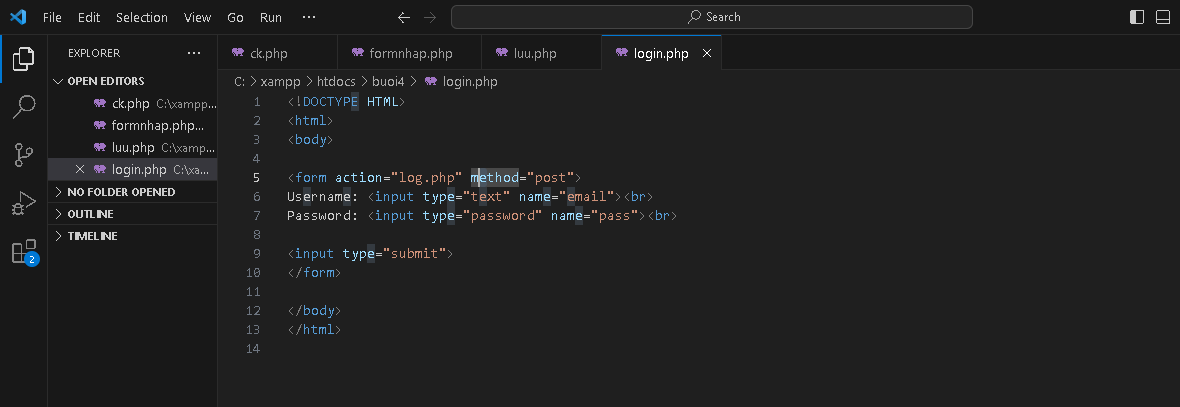 File Edit Selection View Go Run ··· Search
EXPLORER ···
ck.php formnhap.php luu.php login.php
OPEN EDITORS
ck.php C:\xampp...
formnhap.php...
luu.php C:\xamp...
login.php C:\xa...
NO FOLDER OPENED
OUTLINE
TIMELINE
2
C: > xampp > htdocs > buoi4 > login.php
1 <!DOCTYPE HTML>
2 <html>
3 <body>
4
5 <form action="log.php" method="post">
6 Username: <input type="text" name="email"><br>
7 Password: <input type="password" name="pass"><br>
8
9 <input type="submit">
10 </form>
11
12 </body>
13 </html>
14